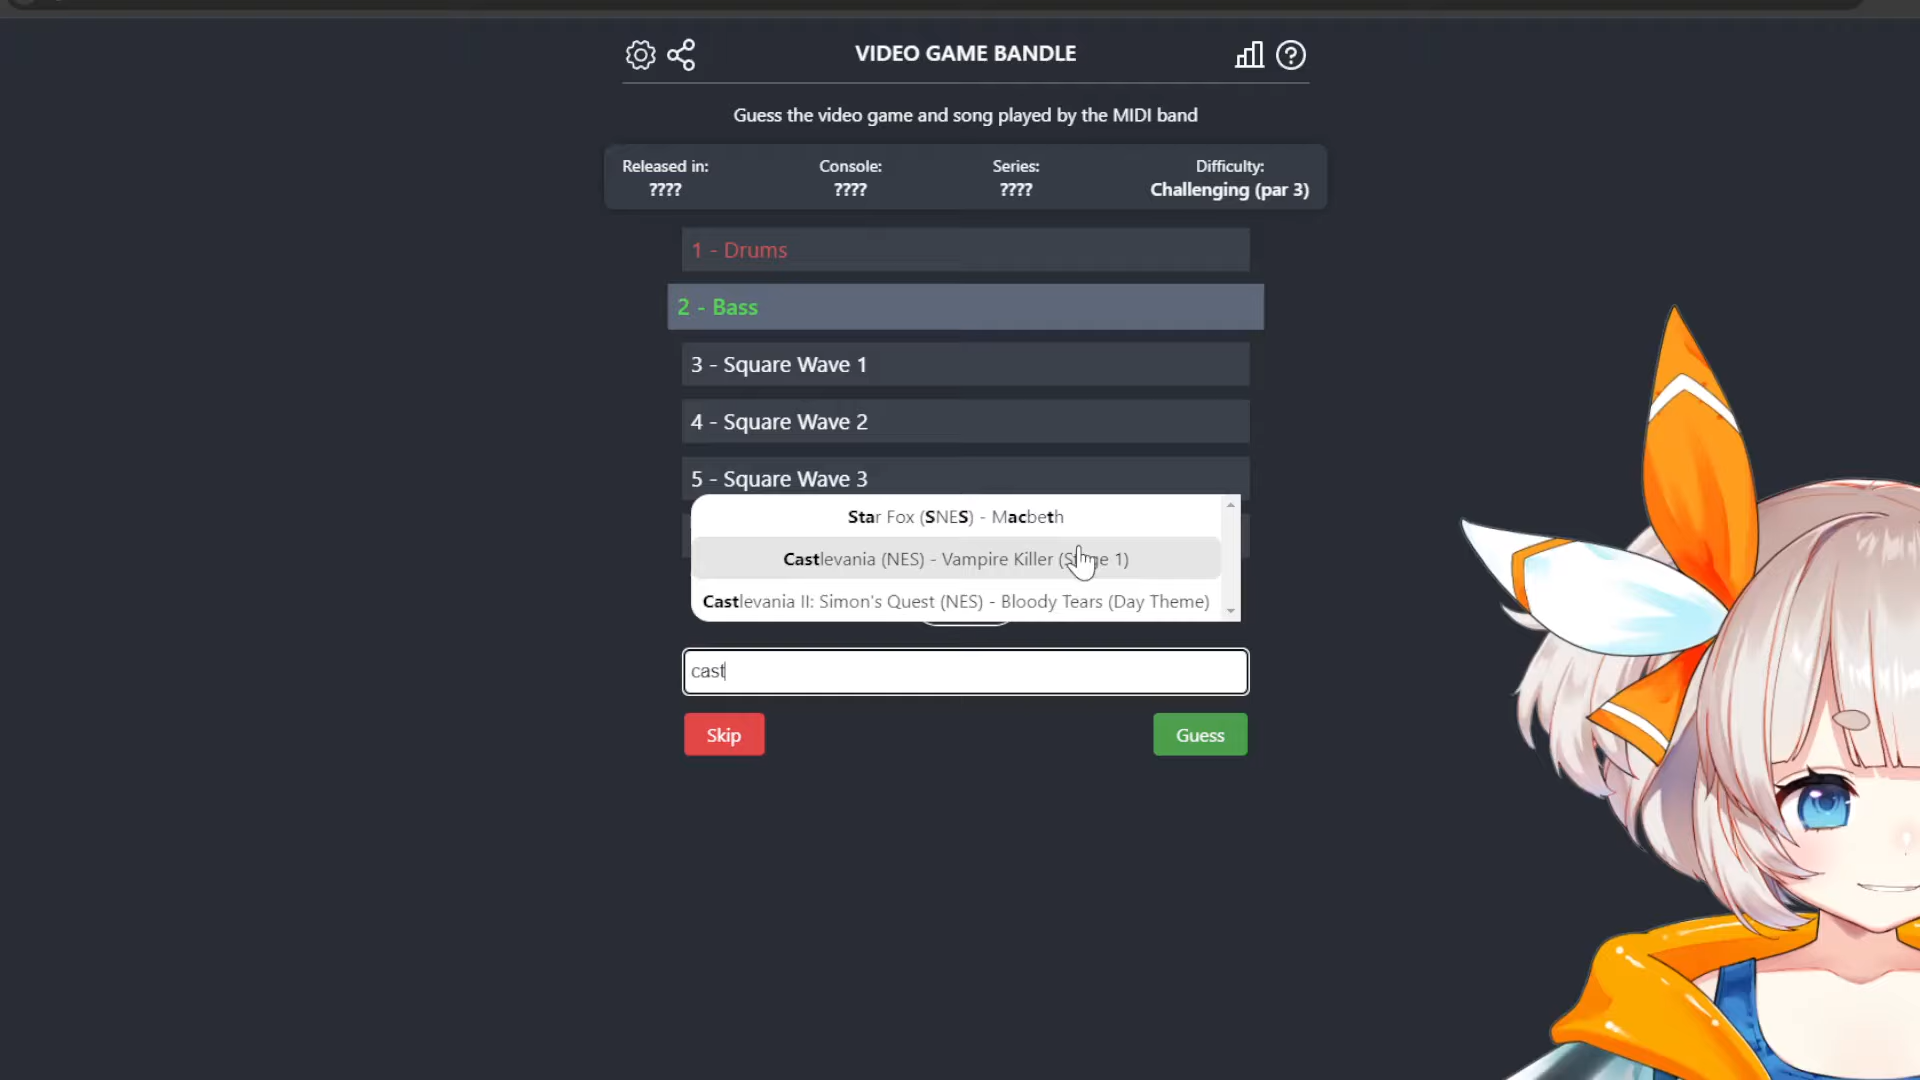 VIDEO GAME BANDLE
Guess the video game and song played by the MIDI band
Released in: Console: Series: Difficulty:
???? ???? ???? Challenging (par 3)
1 - Drums
2 - Bass
3 - Square Wave 1
4 - Square Wave 2
5 - Square Wave 3
Star Fox (SNES) - Macbeth
Castlevania (NES) - Vampire Killer (Stage 1)
Castlevania II: Simon's Quest (NES) - Bloody Tears (Day Theme)
cast
Skip Guess